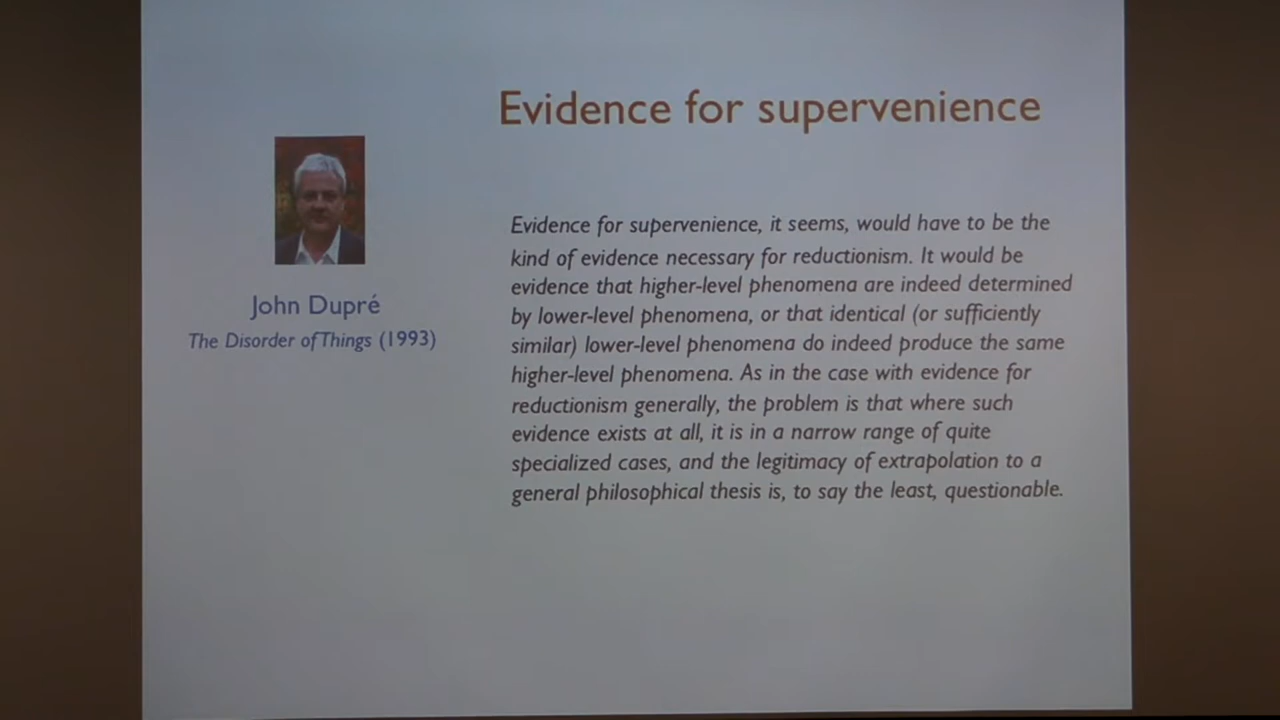 Evidence for supervenience
John Dupré
The Disorder of Things (1993)
Evidence for supervenience, it seems, would have to be the
kind of evidence necessary for reductionism. It would be
evidence that higher-level phenomena are indeed determined
by lower-level phenomena, or that identical (or sufficiently
similar) lower-level phenomena do indeed produce the same
higher-level phenomena. As in the case with evidence for
reductionism generally, the problem is that where such
evidence exists at all, it is in a narrow range of quite
specialized cases, and the legitimacy of extrapolation to a
general philosophical thesis is, to say the least, questionable.